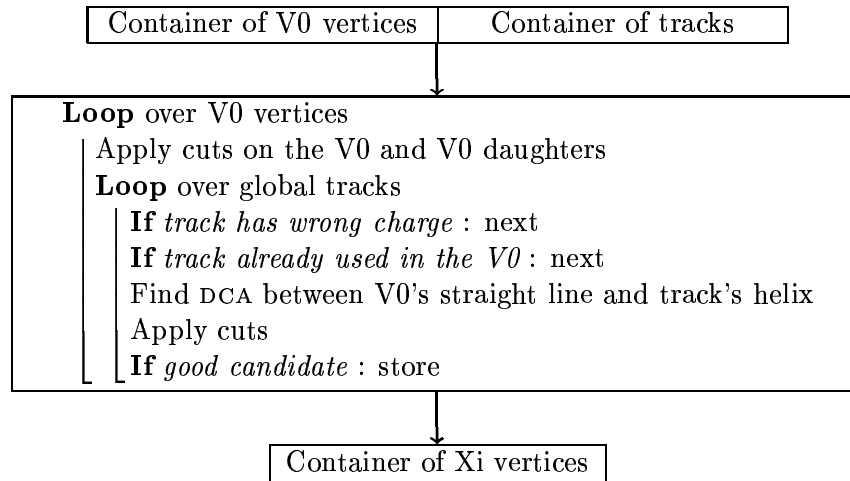 Container of V0 vertices Container of tracks
Loop over V0 vertices
Apply cuts on the V0 and V0 daughters
Loop over global tracks
If track has wrong charge : next
If track already used in the V0 : next
Find DCA between V0's straight line and track's helix
Apply cuts
If good candidate : store
Container of Xi vertices